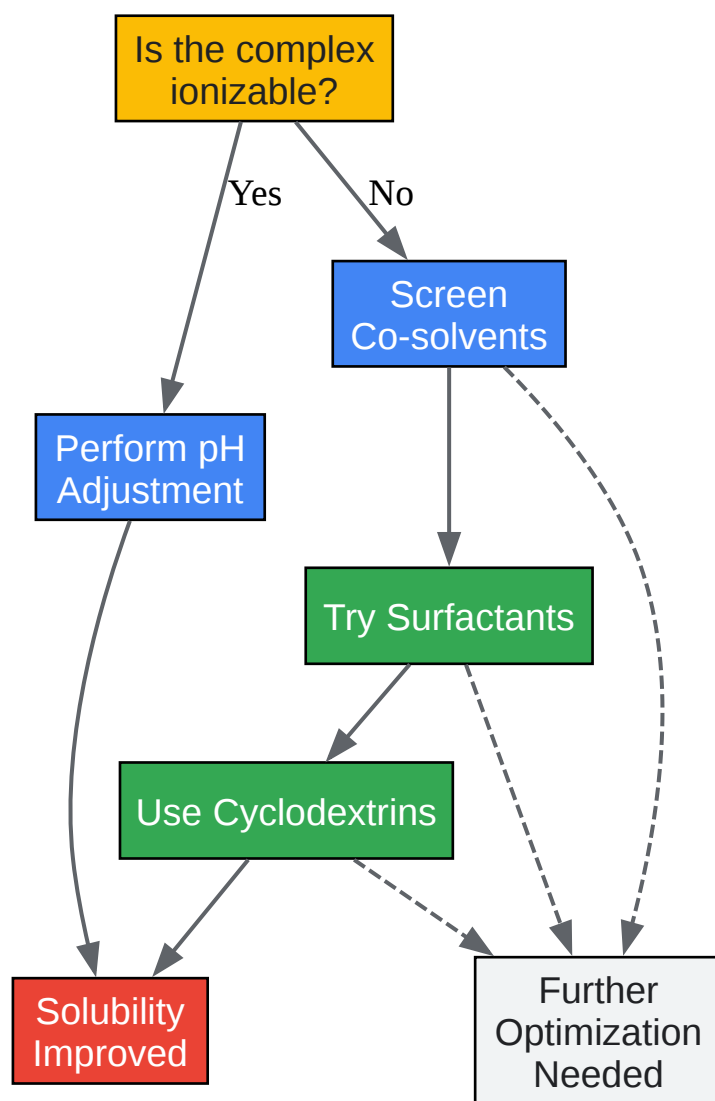 Is the complex
ionizable?
Yes
No
Screen
Co-solvents
Perform pH
Adjustment
Try Surfactants
Use Cyclodextrins
Solubility
Improved
Further
Optimization
Needed